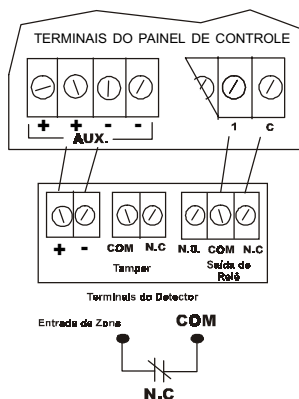 TERMINAIS DO PAINEL DE CONTROLE
+ + - - 1 C
AUX.
+ - COM N.C N.O. COM N.C
Tamper Saída de Relé
Terminais do Detector
Entrada de Zona COM
N.C